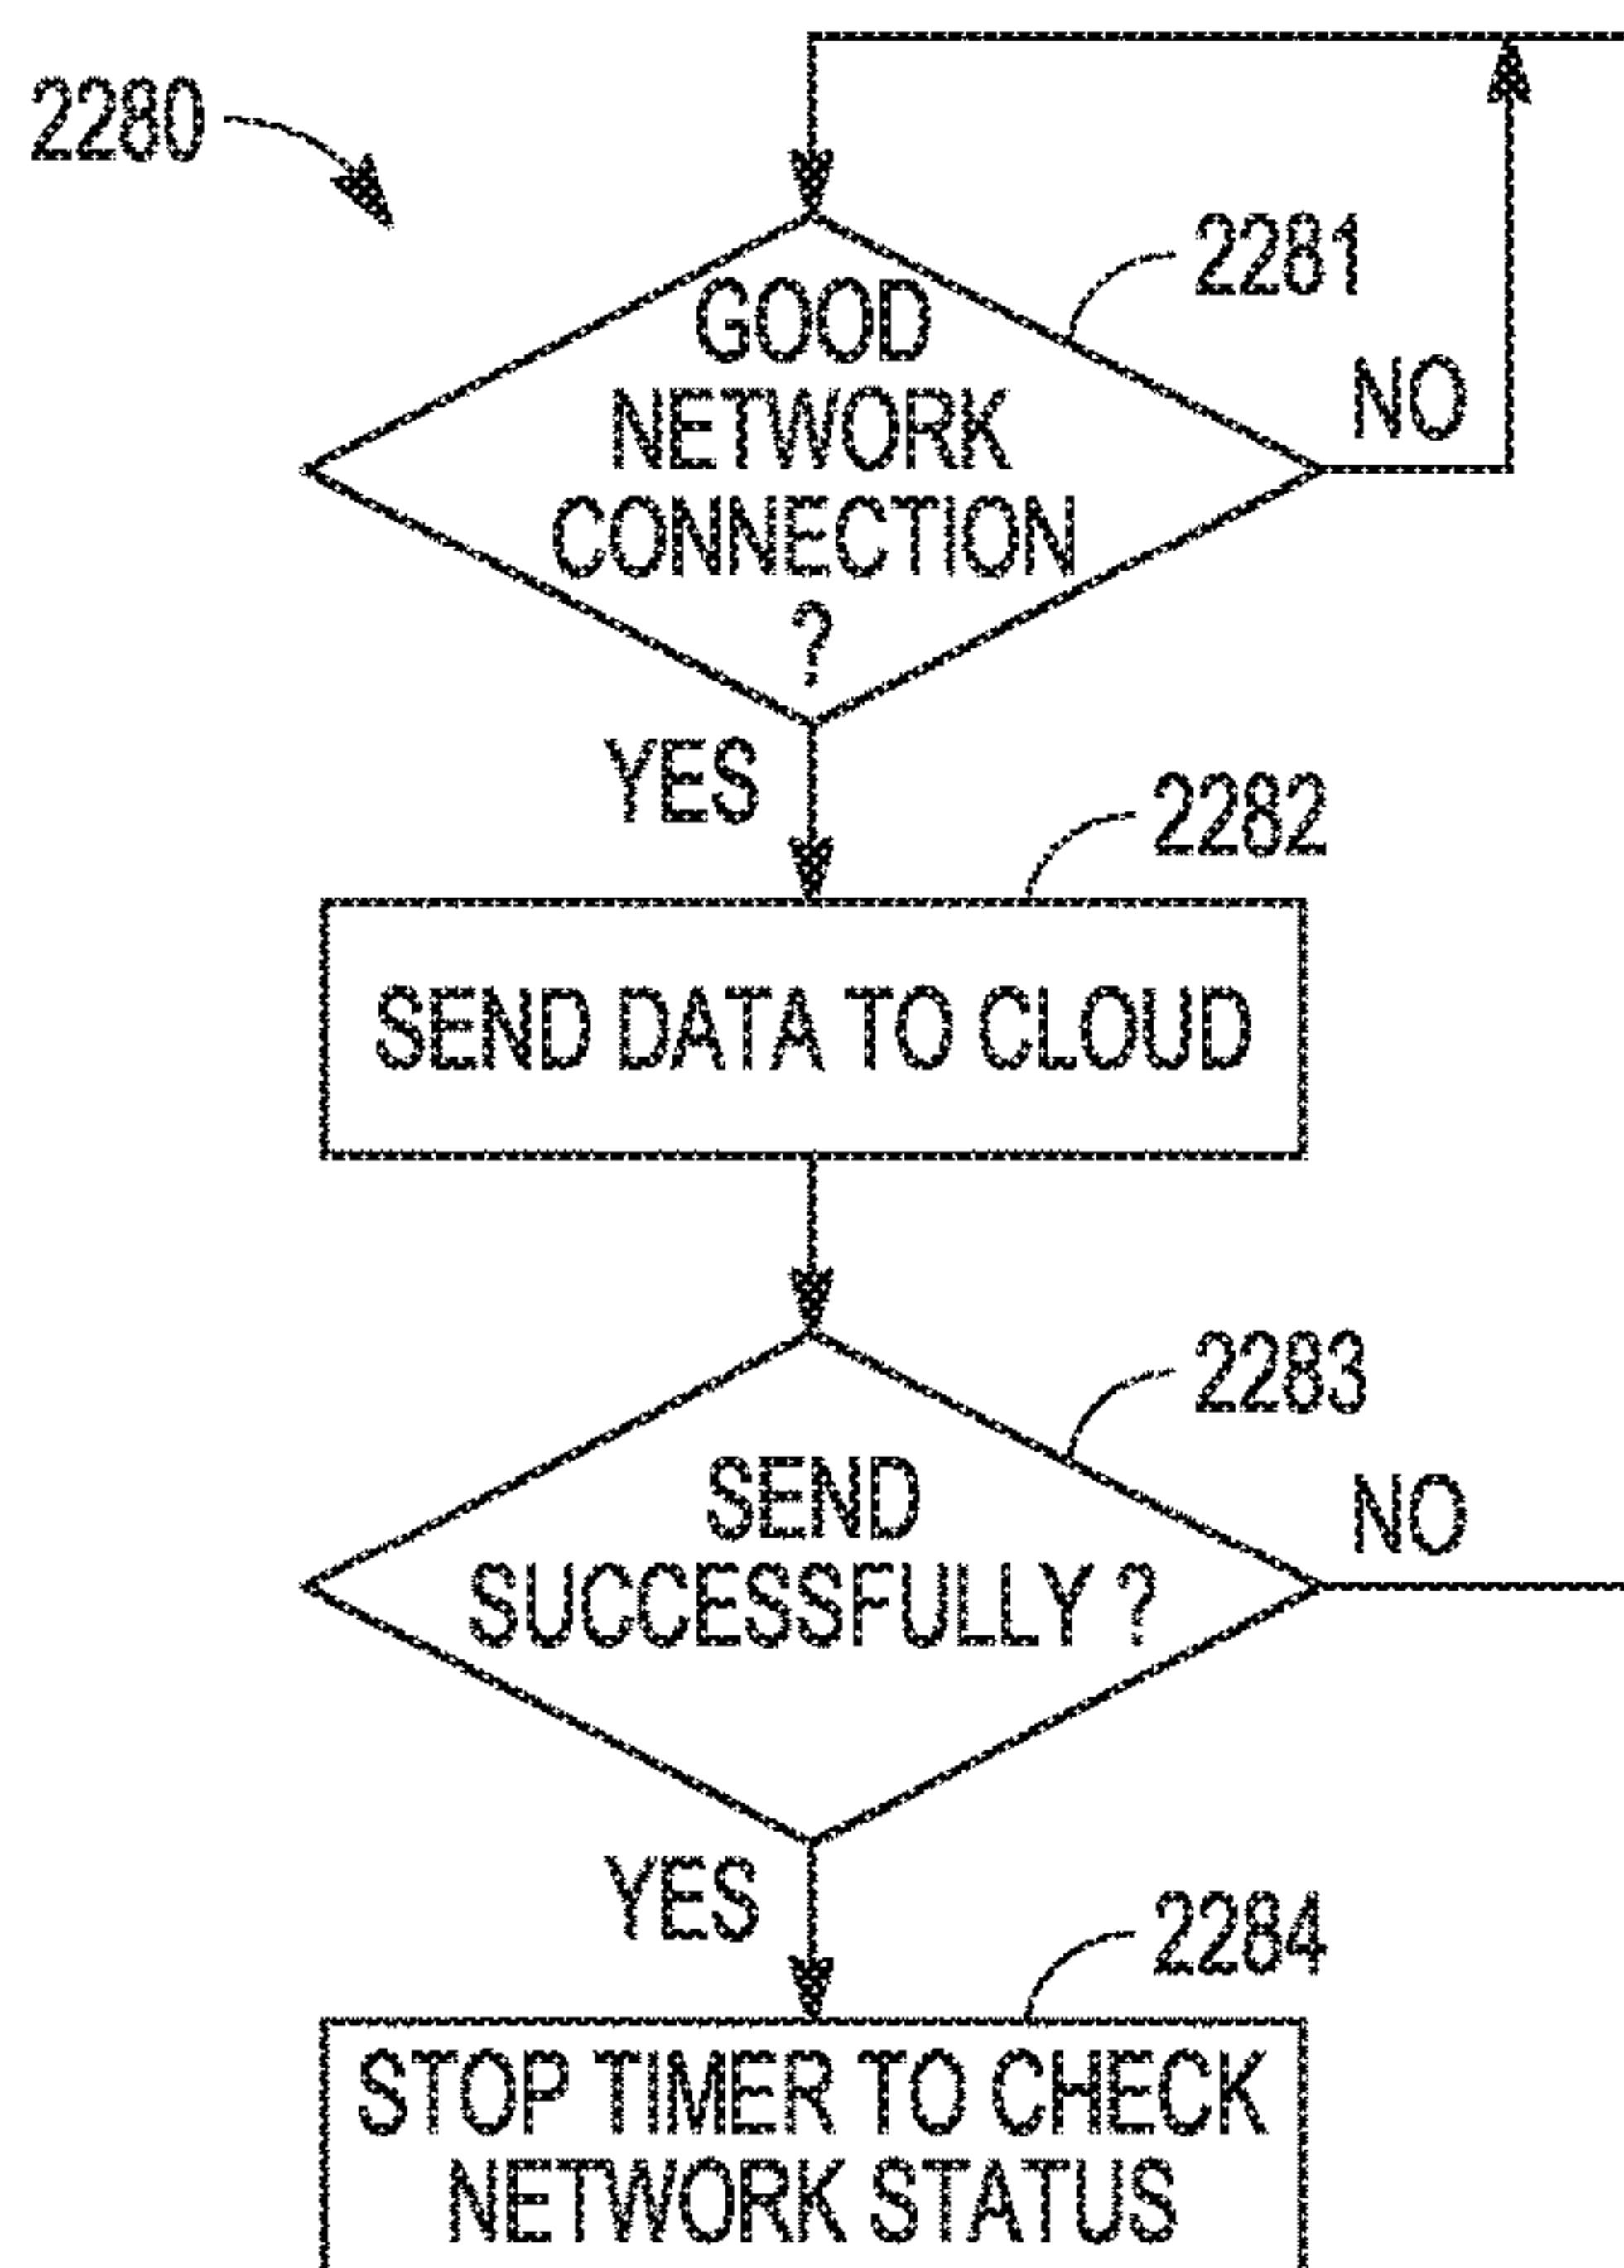 2280
2281
GOOD
NETWORK
CONNECTION
?
NO
YES
2282
SEND DATA TO CLOUD
2283
SEND
SUCCESSFULLY ?
NO
YES
2284
STOP TIMER TO CHECK
NETWORK STATUS